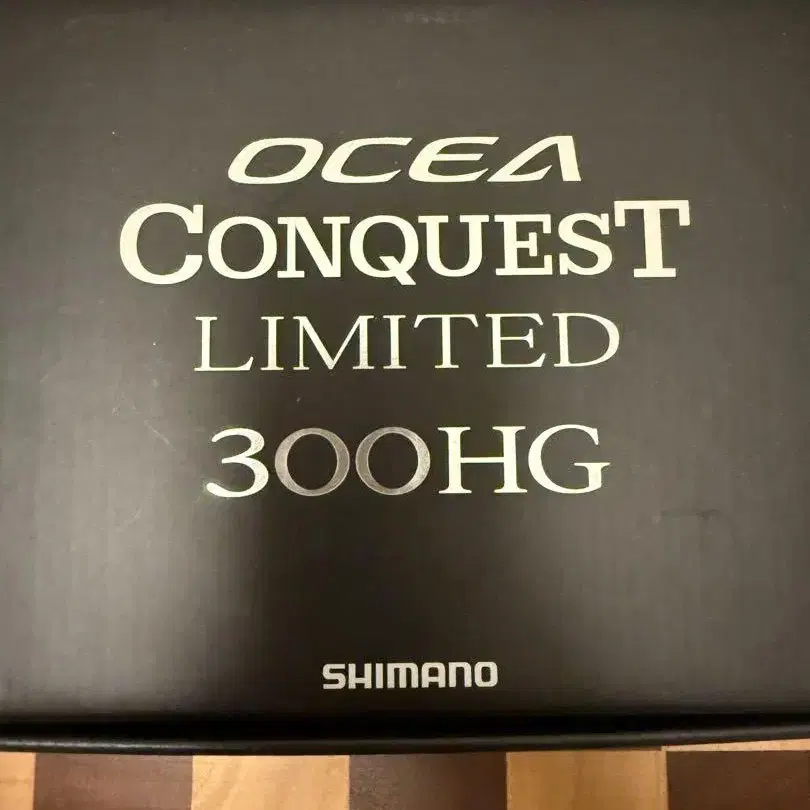 OCEA
CONQUEST
LIMITED
300HG
SHIMANO